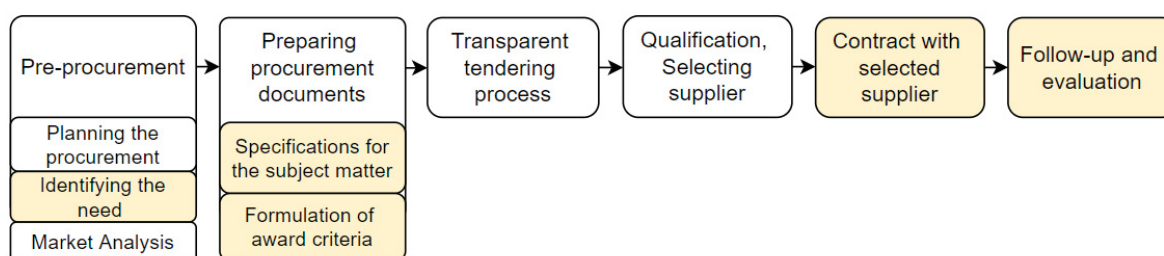 Pre-procurement
Planning the
procurement
Identifying the
need
Market Analysis
Preparing
procurement
documents
Specifications for
the subject matter
Formulation of
award criteria
Transparent
tendering
process
Qualification,
Selecting
supplier
Contract with
selected
supplier
Follow-up and
evaluation